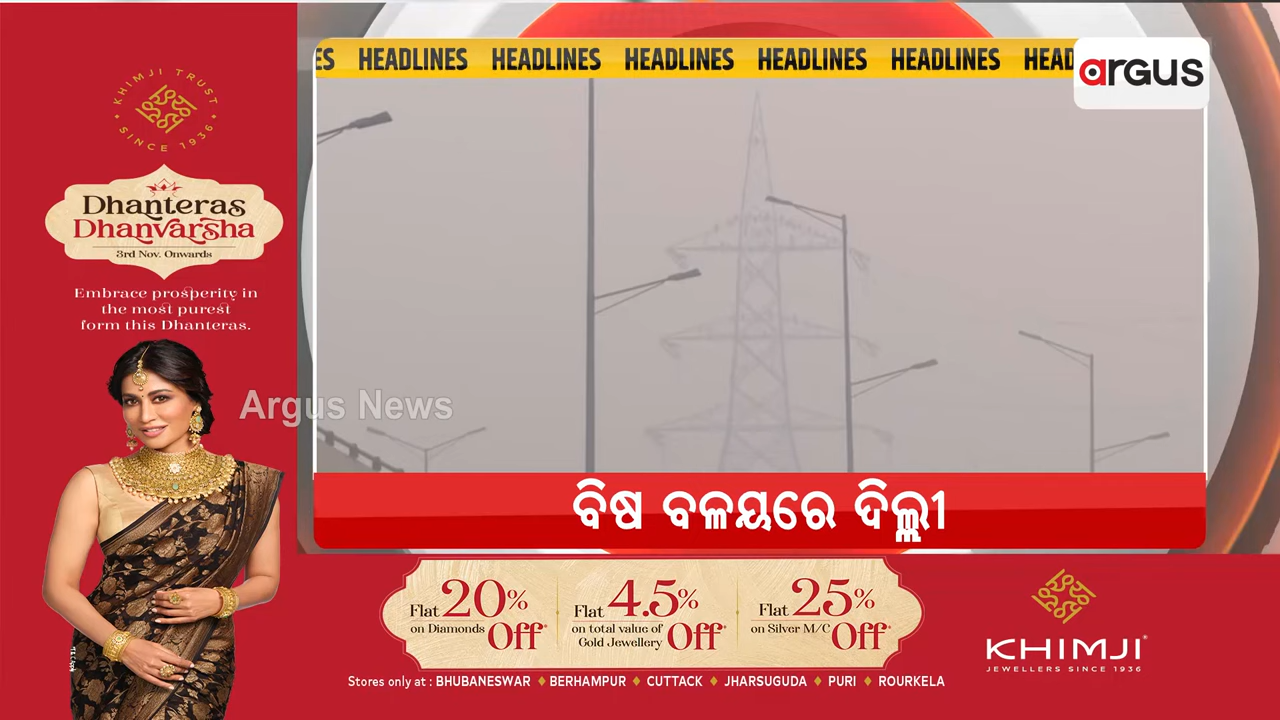 KHIMJI TRUST
SINCE 1936
Dhanteras
Dhanvarsha
3rd Nov. Onwards
Embrace prosperity in
the most purest
form this Dhanteras.
HEADLINES HEADLINES HEADLINES HEADLINES HEADLINES
argus
Argus News
ବିଷ ବଳୟରେ ଦିଲ୍ଲୀ
Flat 20% Off*
on Diamonds
Flat 4.5% Off*
on total value of
Gold Jewellery
Flat 25% Off*
on Silver M/C
Stores only at : BHUBANESWAR ♦ BERHAMPUR ♦ CUTTACK ♦ JHARSUGUDA ♦ PURI ♦ ROURKELA
KHIMJI
JEWELLERS SINCE 1936